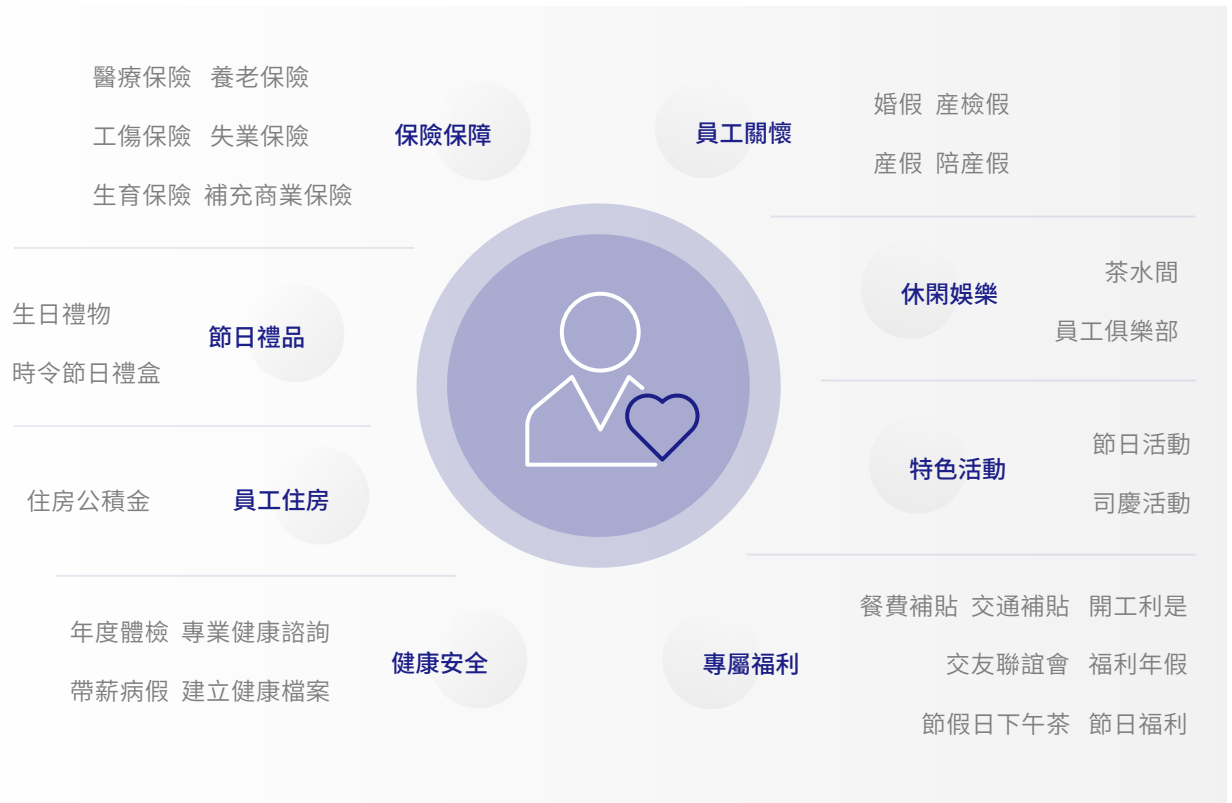 醫療保險 養老保險
工傷保險 失業保險
生育保險 補充商業保險
保險保障
生日禮物
時令節日禮盒
節日禮品
住房公積金
員工住房
年度體檢 專業健康諮詢
帶薪病假 建立健康檔案
健康安全
員工關懷
婚假 産檢假
産假 陪産假
休閑娛樂
茶水間
員工俱樂部
特色活動
節日活動
司慶活動
專屬福利
餐費補貼 交通補貼 開工利是
交友聯誼會 福利年假
節假日下午茶 節日福利